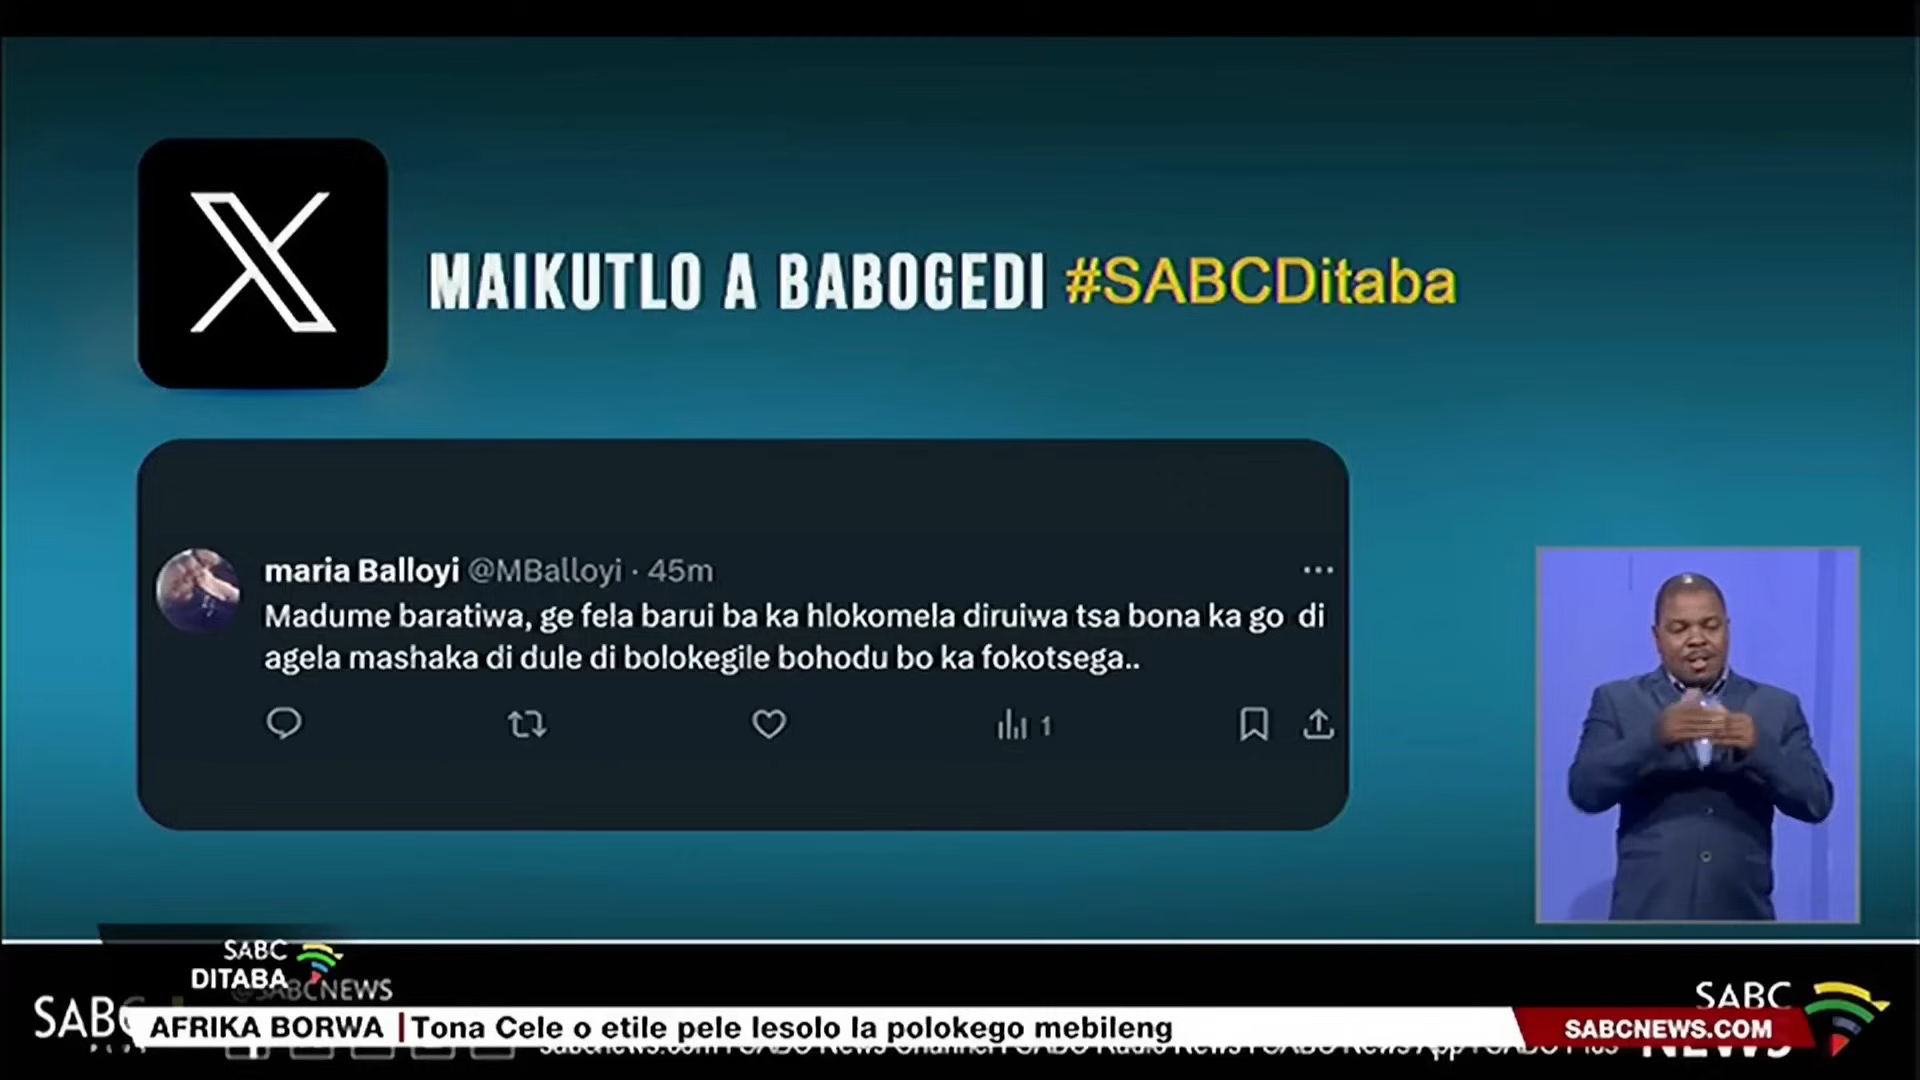 MAIKUTLO A BABOGEDI #SABCDitaba
maria Balloyi @MBalloyi · 45m
Madume baratiwa, ge fela barui ba ka hlokomela diruiwa tsa bona ka go di
agela mashaka di dule di bolokegile bohodu bo ka fokotsega..
1
SABC
DITABA
@SABCNEWS
SABC
AFRIKA BORWA | Tona Cele o etile pele lesolo la polokego mebileng
SABCNEWS.COM
SABC
NEWS